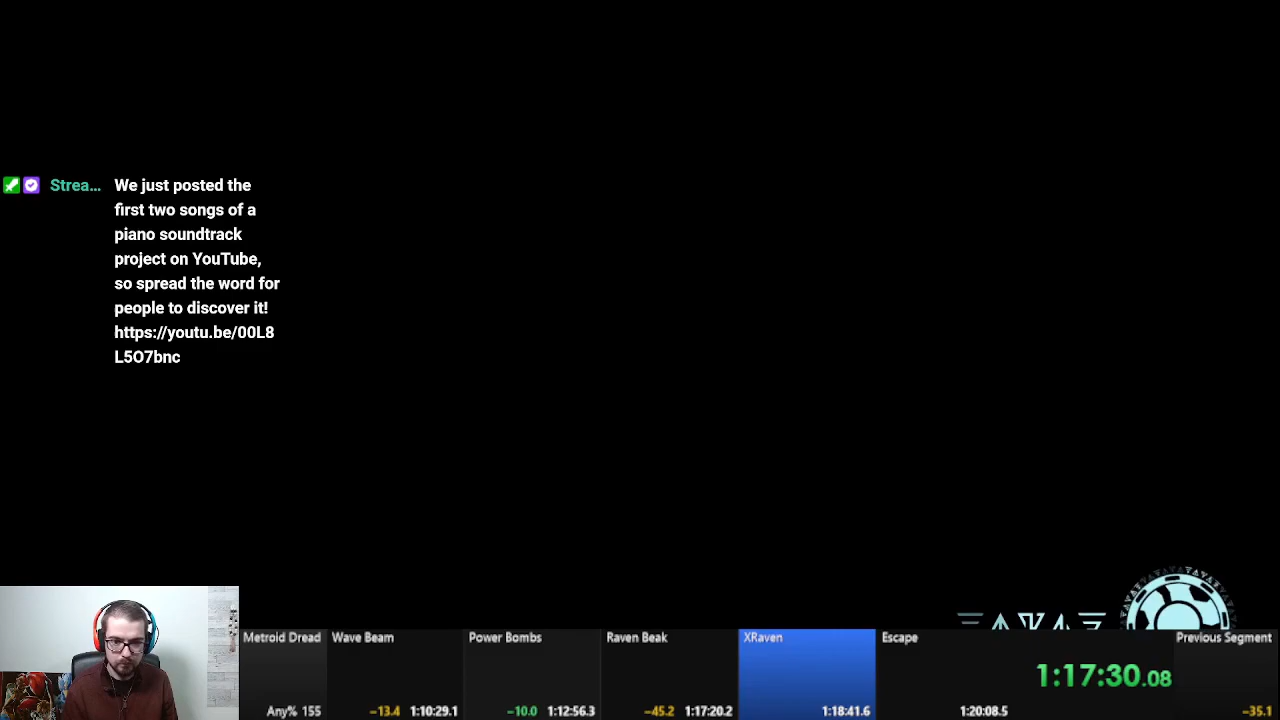 Strea... We just posted the
first two songs of a
piano soundtrack
project on YouTube,
so spread the word for
people to discover it!
https://youtu.be/00L8
L5O7bnc
Metroid Dread Wave Beam Power Bombs Raven Beak XRaven Escape Previous Segment
1:17:30.08
Any% 155 -13.4 1:10:29.1 -10.0 1:12:56.3 -45.2 1:17:20.2 1:18:41.6 1:20:08.5 -35.1